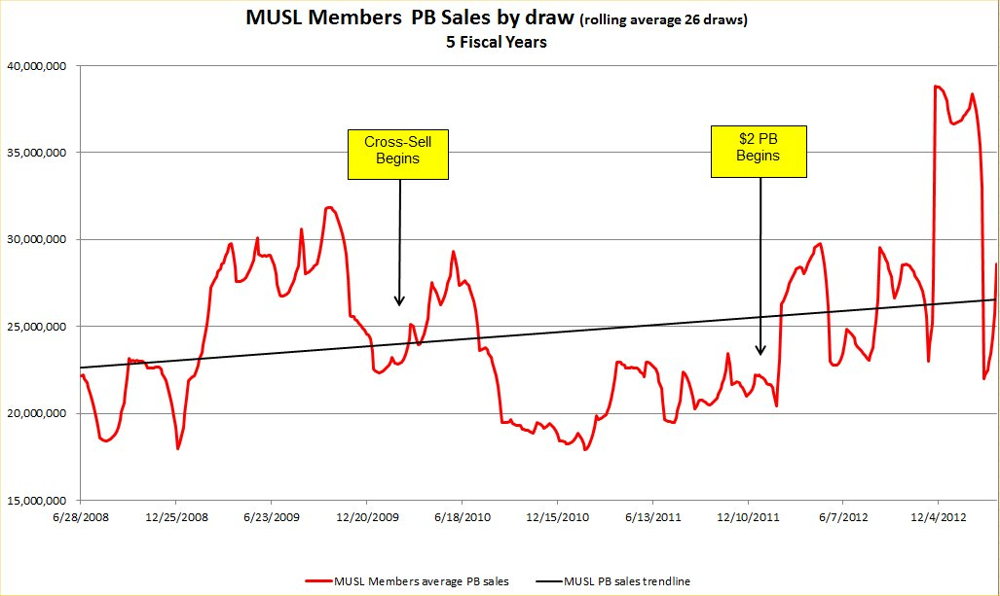 MUSL Members PB Sales by draw (rolling average 26 draws)
5 Fiscal Years
40,000,000
35,000,000
30,000,000
25,000,000
20,000,000
15,000,000
Cross-Sell
Begins
$2 PB
Begins
6/28/2008 12/25/2008 6/23/2009 12/20/2009 6/18/2010 12/15/2010 6/13/2011 12/10/2011 6/7/2012 12/4/2012
MUSL Members average PB sales MUSL PB sales trendline